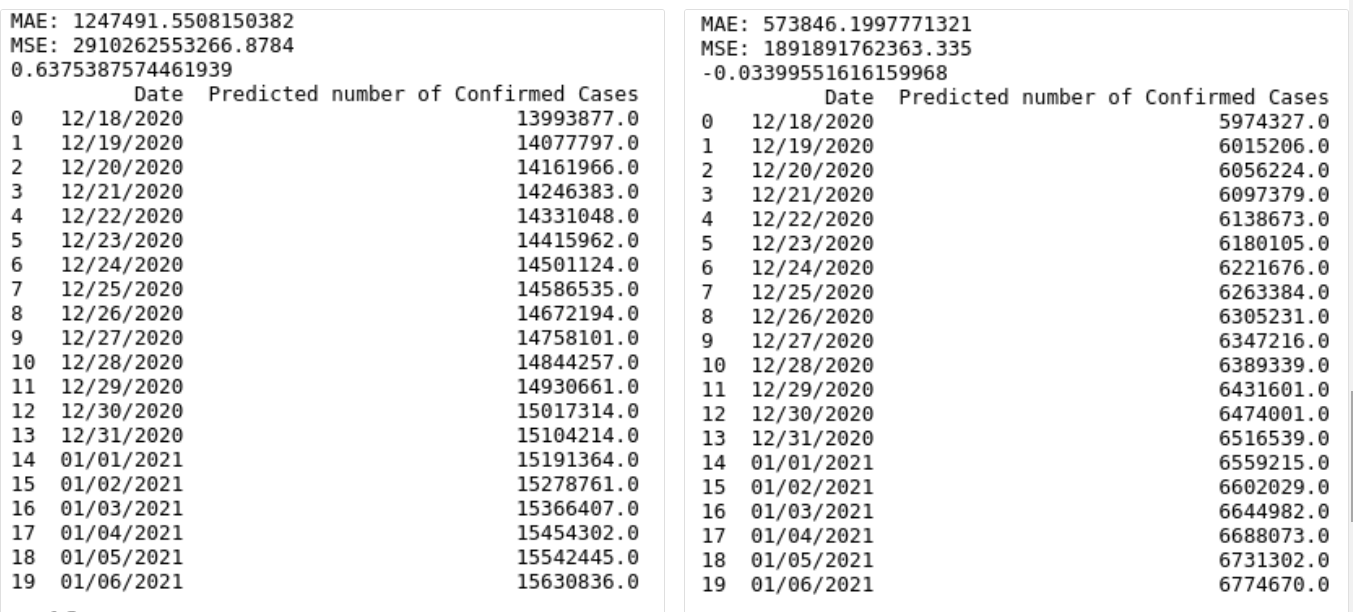 MAE: 1247491.5508150382
MSE: 2910262553266.8784
0.6375387574461939
Date Predicted number of Confirmed Cases
0 12/18/2020 13993877.0
1 12/19/2020 14077797.0
2 12/20/2020 14161966.0
3 12/21/2020 14246383.0
4 12/22/2020 14331048.0
5 12/23/2020 14415962.0
6 12/24/2020 14501124.0
7 12/25/2020 14586535.0
8 12/26/2020 14672194.0
9 12/27/2020 14758101.0
10 12/28/2020 14844257.0
11 12/29/2020 14930661.0
12 12/30/2020 15017314.0
13 12/31/2020 15104214.0
14 01/01/2021 15191364.0
15 01/02/2021 15278761.0
16 01/03/2021 15366407.0
17 01/04/2021 15454302.0
18 01/05/2021 15542445.0
19 01/06/2021 15630836.0
MAE: 573846.1997771321
MSE: 1891891762363.335
-0.03399551616159968
Date Predicted number of Confirmed Cases
0 12/18/2020 5974327.0
1 12/19/2020 6015206.0
2 12/20/2020 6056224.0
3 12/21/2020 6097379.0
4 12/22/2020 6138673.0
5 12/23/2020 6180105.0
6 12/24/2020 6221676.0
7 12/25/2020 6263384.0
8 12/26/2020 6305231.0
9 12/27/2020 6347216.0
10 12/28/2020 6389339.0
11 12/29/2020 6431601.0
12 12/30/2020 6474001.0
13 12/31/2020 6516539.0
14 01/01/2021 6559215.0
15 01/02/2021 6602029.0
16 01/03/2021 6644982.0
17 01/04/2021 6688073.0
18 01/05/2021 6731302.0
19 01/06/2021 6774670.0